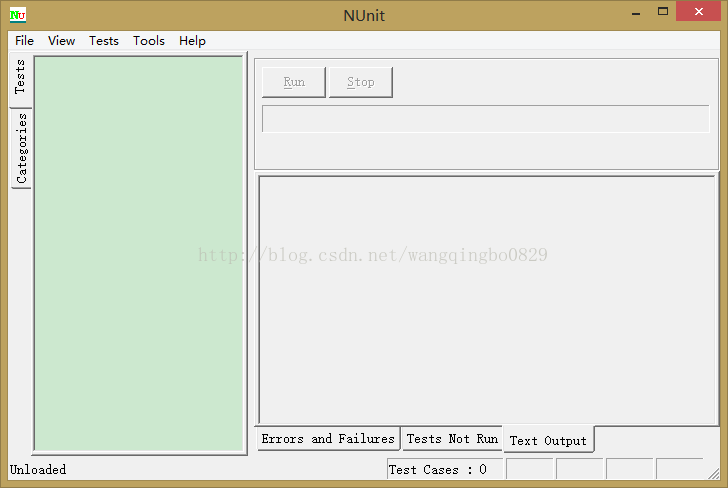 NU
NUnit
File View Tests Tools Help
Tests
Categories
Run Stop
http://blog.csdn.net/wangqingbo0829
Errors and Failures Tests Not Run Text Output
Unloaded Test Cases : 0